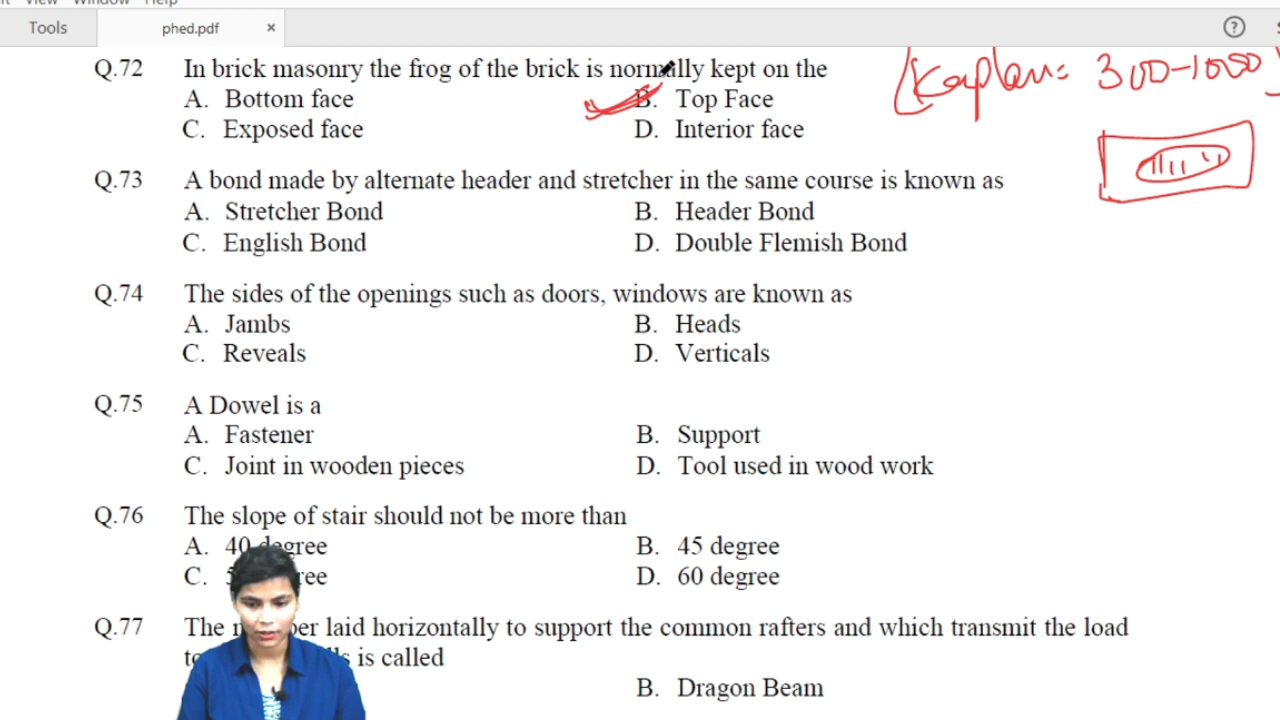 View Window Help
Tools phed.pdf ×
Q.72 In brick masonry the frog of the brick is normally kept on the
A. Bottom face B. Top Face
C. Exposed face D. Interior face
Kaplan = 300-1000
Q.73 A bond made by alternate header and stretcher in the same course is known as
A. Stretcher Bond B. Header Bond
C. English Bond D. Double Flemish Bond
Q.74 The sides of the openings such as doors, windows are known as
A. Jambs B. Heads
C. Reveals D. Verticals
Q.75 A Dowel is a
A. Fastener B. Support
C. Joint in wooden pieces D. Tool used in wood work
Q.76 The slope of stair should not be more than
A. 40 degree B. 45 degree
C. D. 60 degree
Q.77 The laid horizontally to support the common rafters and which transmit the load
is called
B. Dragon Beam